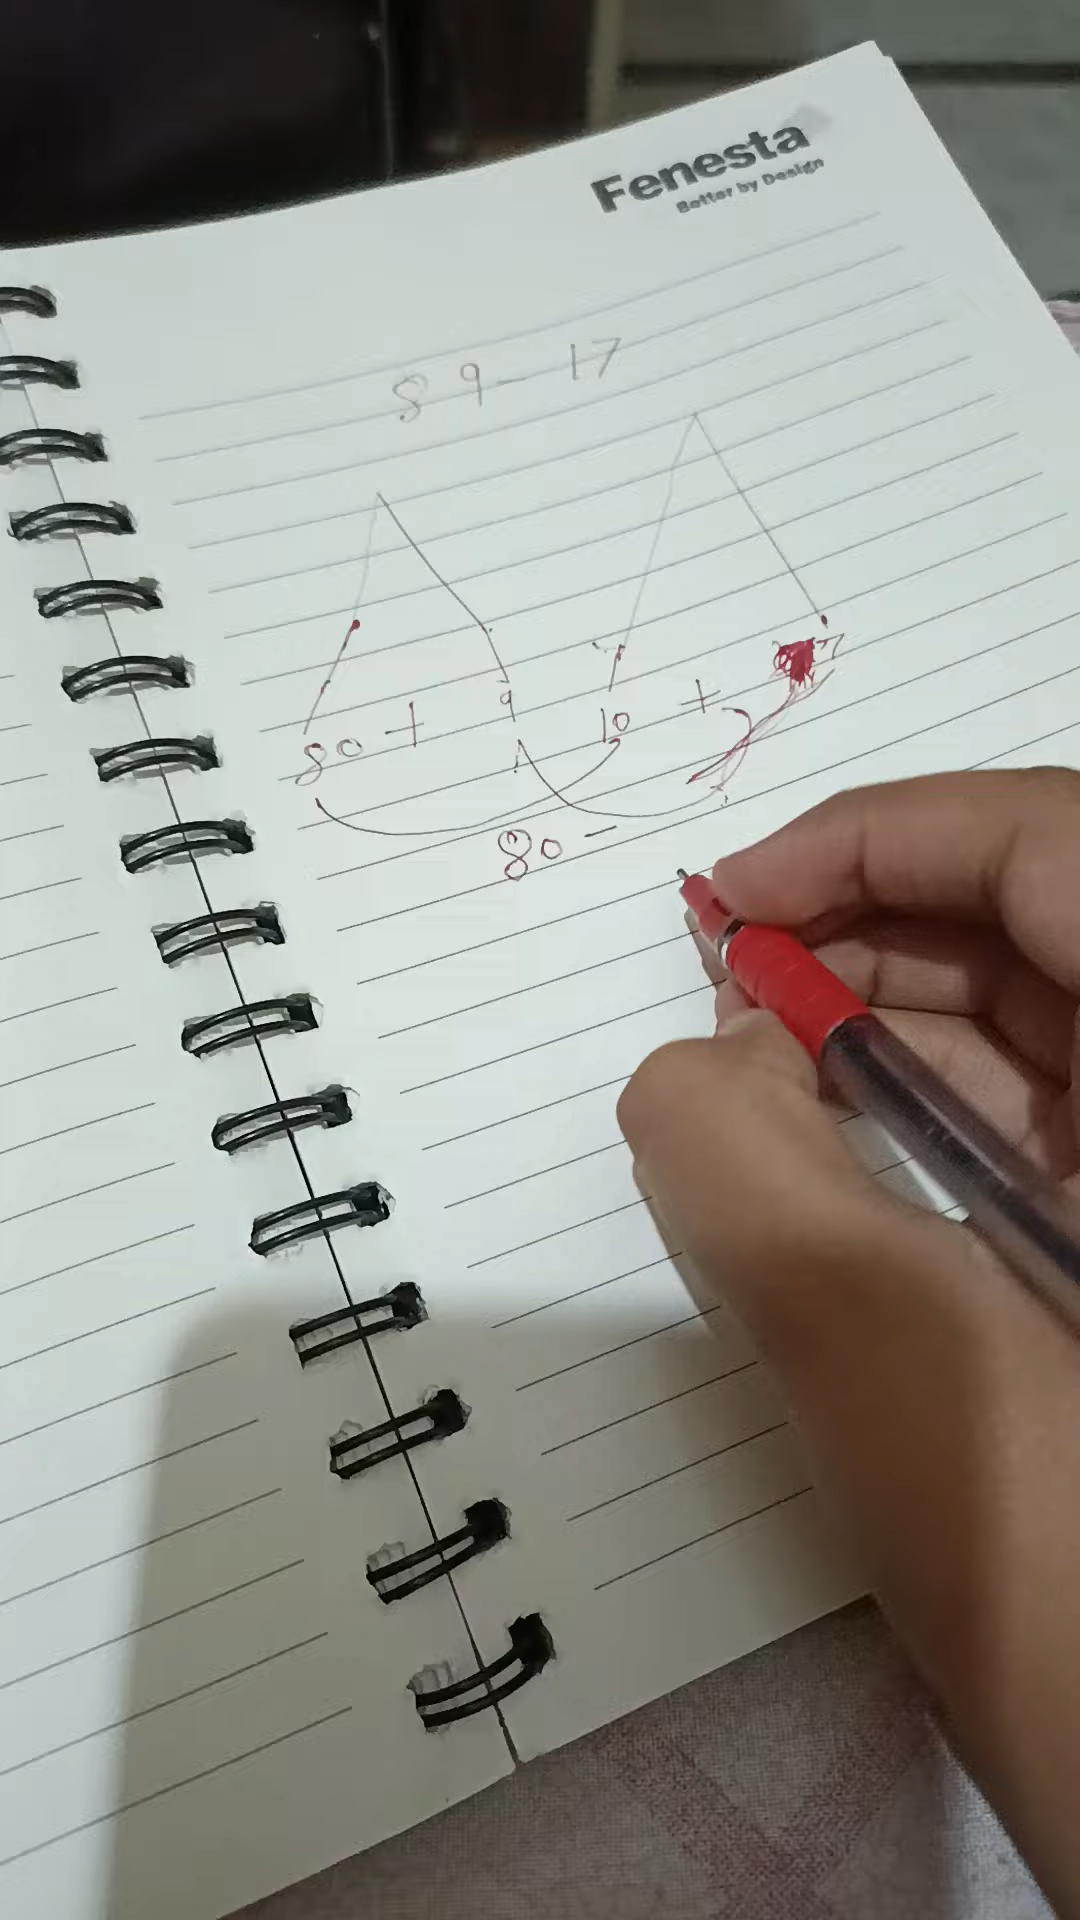 Fenesta
Better by Design
89 - 17
80 + 9 10 + 7
80 -